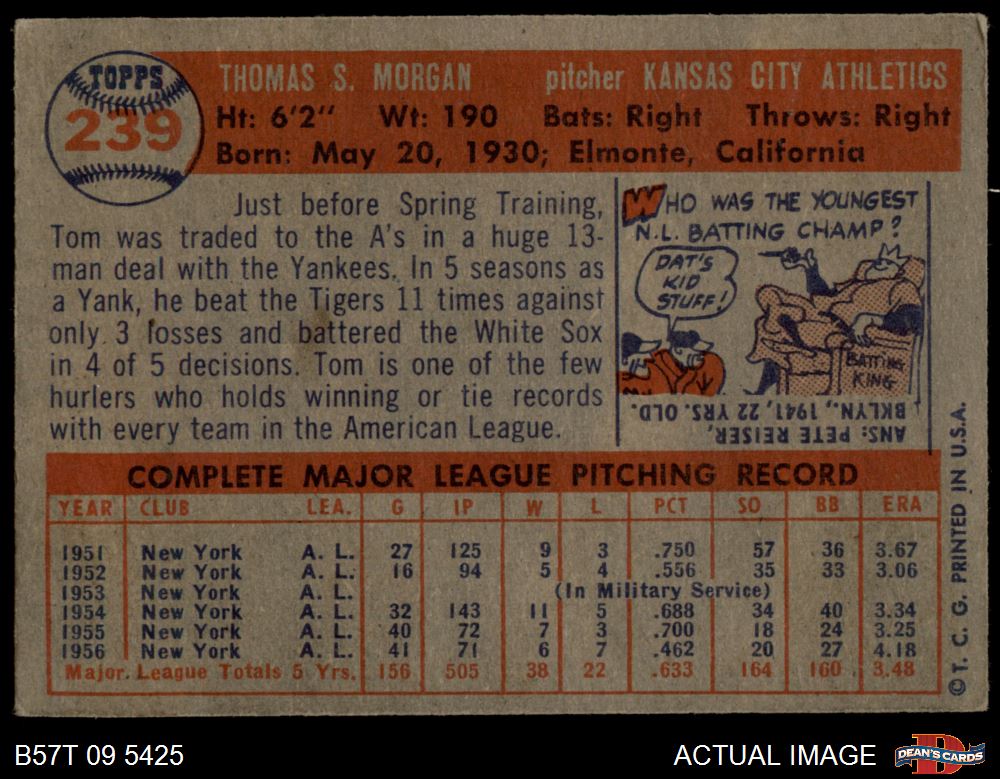 TOPPS
239
THOMAS S. MORGAN pitcher KANSAS CITY ATHLETICS
Ht: 6'2" Wt: 190 Bats: Right Throws: Right
Born: May 20, 1930; Elmonte, California
Just before Spring Training,
Tom was traded to the A's in a huge 13-
man deal with the Yankees. In 5 seasons as
a Yank, he beat the Tigers 11 times against
only 3 losses and battered the White Sox
in 4 of 5 decisions. Tom is one of the few
hurlers who holds winning or tie records
with every team in the American League.
WHO WAS THE YOUNGEST
N.L. BATTING CHAMP?
DAT'S
KID
STUFF!
BATTING
KING
ANS: PETE REISER,
BKLYN., 1941, 22 YRS. OLD.
COMPLETE MAJOR LEAGUE PITCHING RECORD
YEAR CLUB LEA. G IP W L PCT SO BB ERA
1951 New York A. L. 27 125 9 3 .750 57 36 3.67
1952 New York A. L. 16 94 5 4 .556 35 33 3.06
1953 New York A. L. (In Military Service)
1954 New York A. L. 32 143 11 5 .688 34 40 3.34
1955 New York A. L. 40 72 7 3 .700 18 24 3.25
1956 New York A. L. 41 71 6 7 .462 20 27 4.18
Major League Totals 5 Yrs. 156 505 38 22 .633 164 160 3.48
© T. C. G. PRINTED IN U.S.A.
B57T 09 5425
ACTUAL IMAGE
D
DEAN'S CARDS